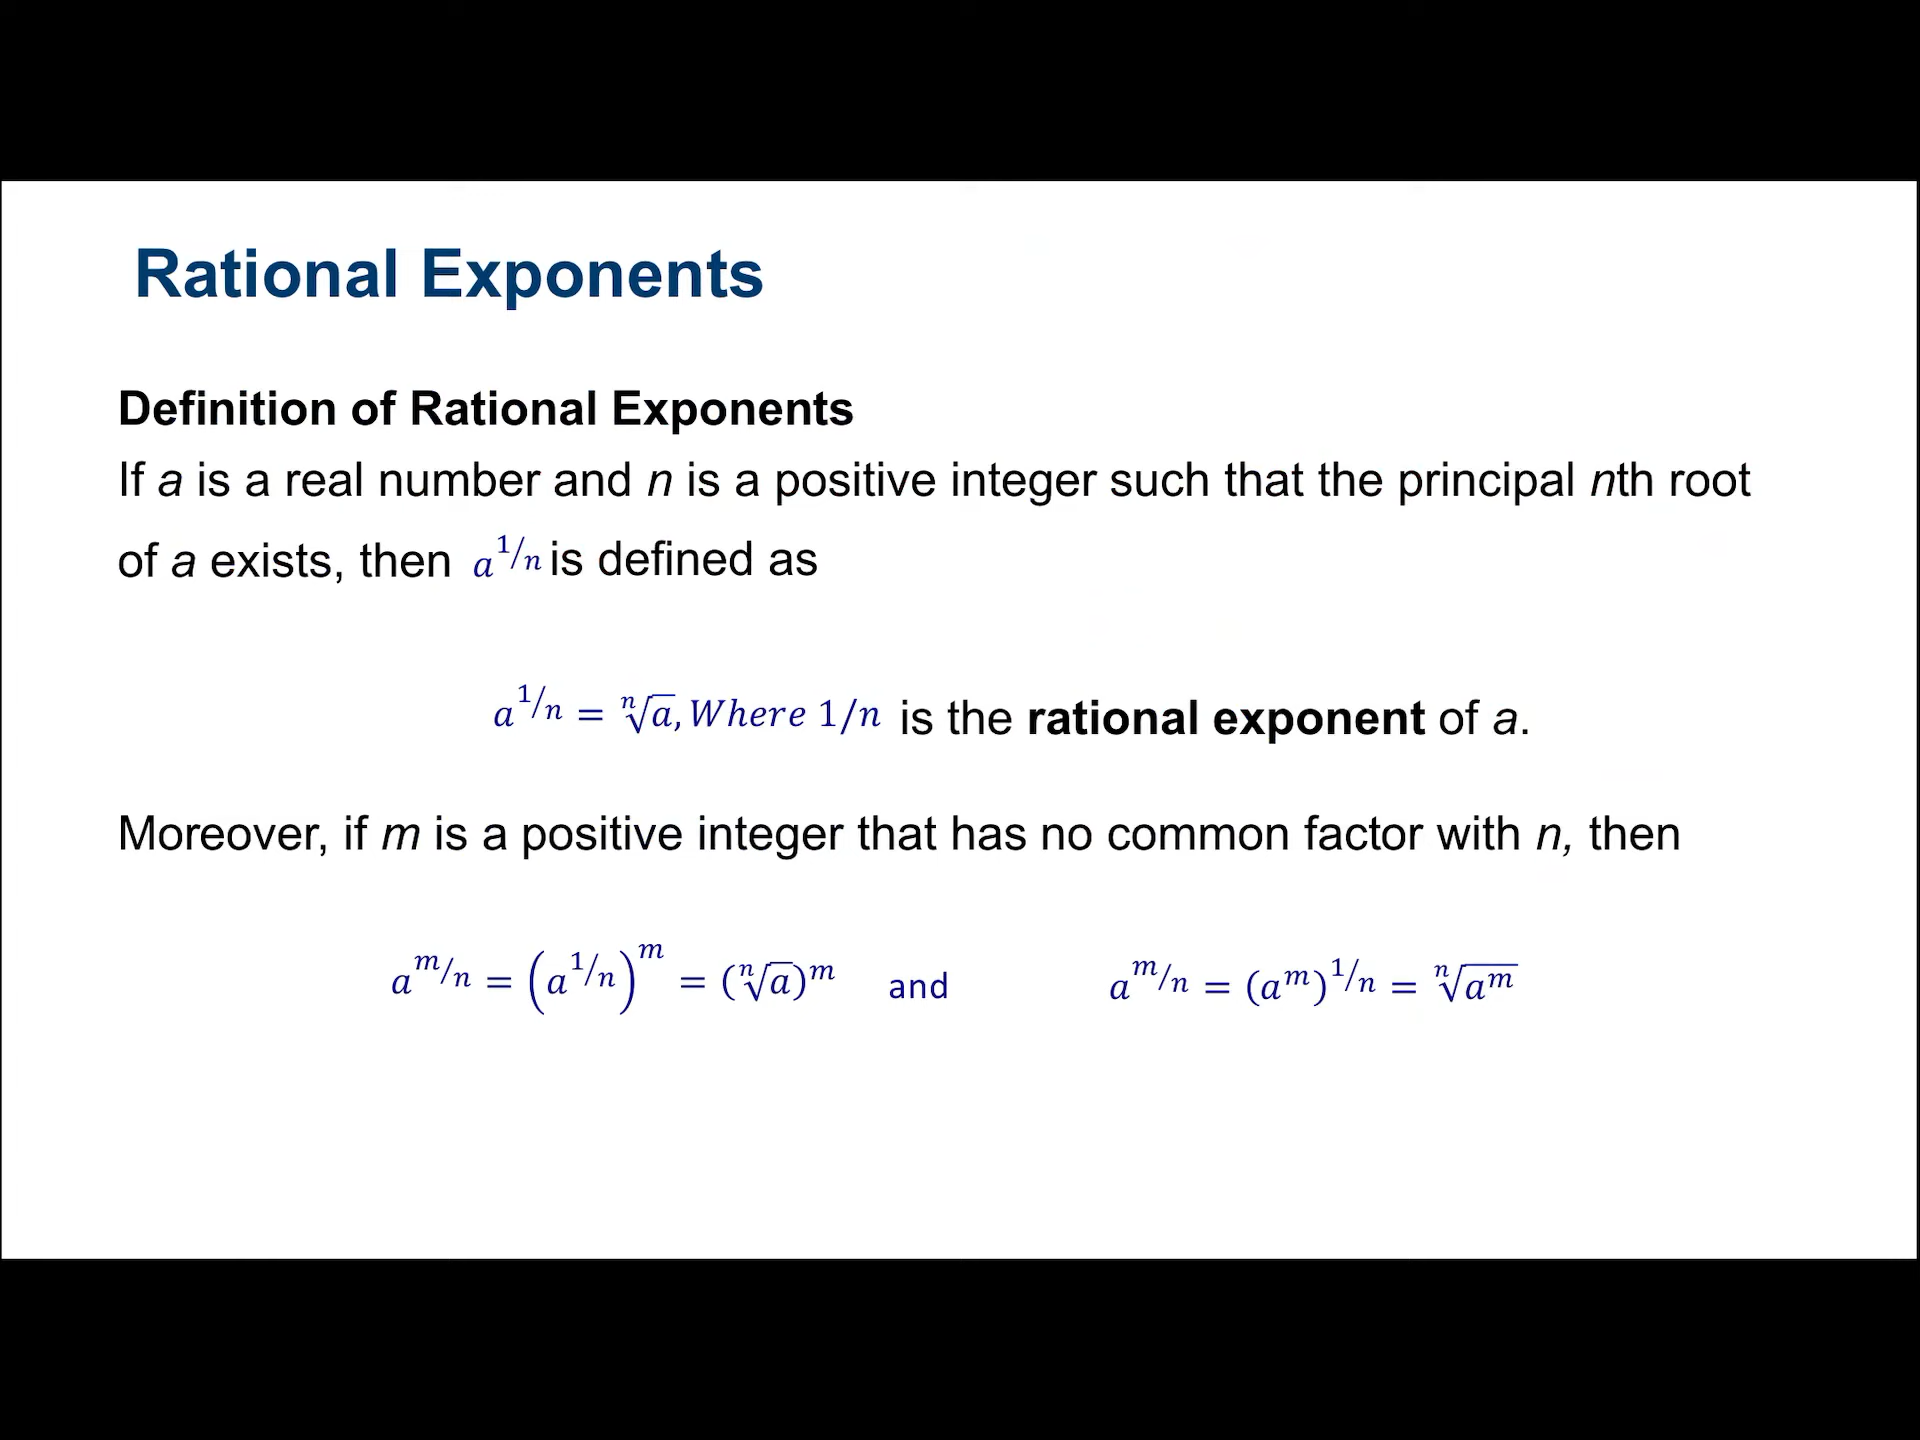 Rational Exponents
Definition of Rational Exponents
If a is a real number and n is a positive integer such that the principal nth root
of a exists, then a^{1/n} is defined as
a^{1/n} = \sqrt[n]{a}, Where 1/n is the rational exponent of a.
Moreover, if m is a positive integer that has no common factor with n, then
a^{m/n} = (a^{1/n})^m = (\sqrt[n]{a})^m and a^{m/n} = (a^m)^{1/n} = \sqrt[n]{a^m}